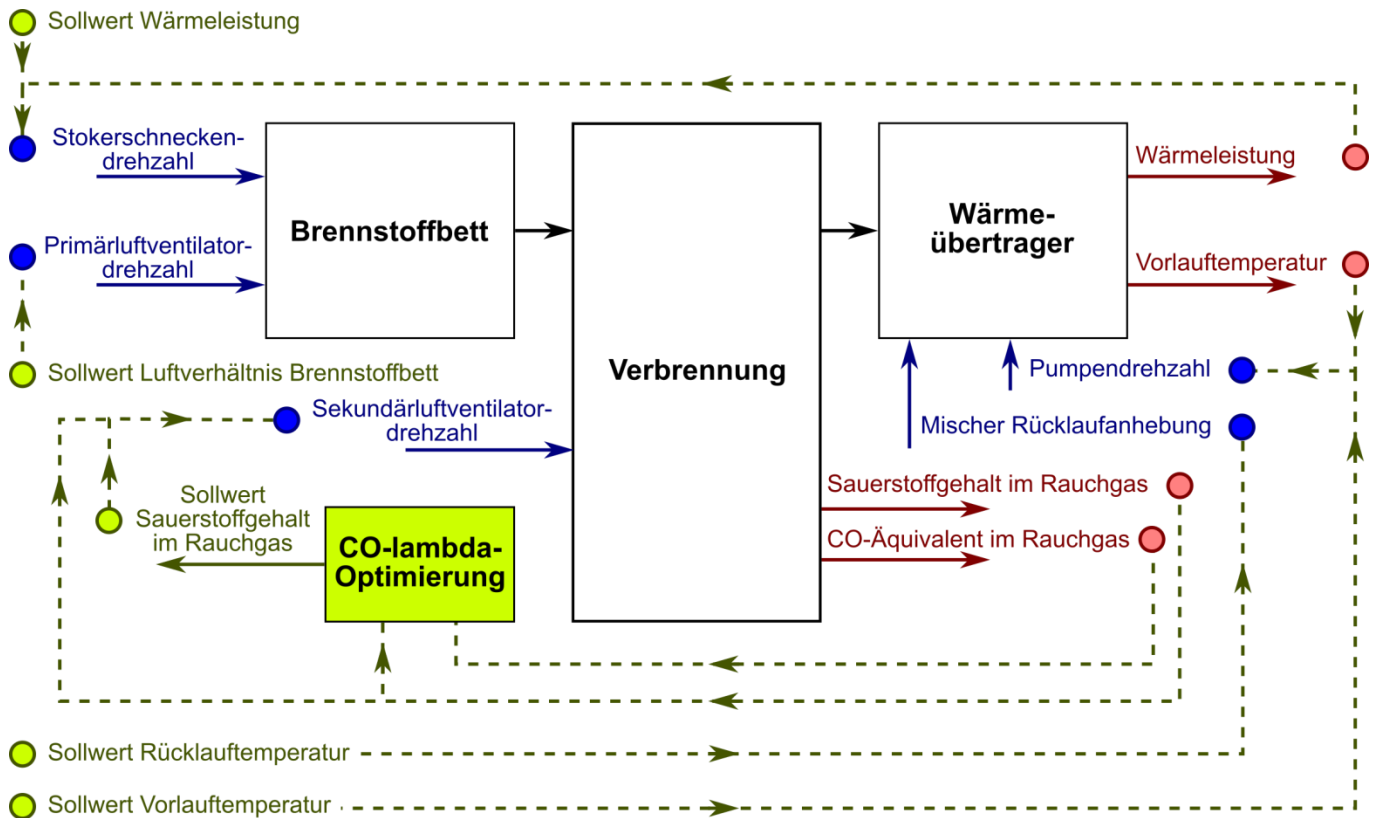 Sollwert Wärmeleistung
Stokerschnecken-
drehzahl
Brennstoffbett
Wärme-
übertrager
Wärmeleistung
Primärluftventilator-
drehzahl
Vorlauftemperatur
Sollwert Luftverhältnis Brennstoffbett
Verbrennung
Pumpendrehzahl
Sekundärluftventilator-
drehzahl
Mischer Rücklaufanhebung
Sollwert
Sauerstoffgehalt
im Rauchgas
CO-lambda-
Optimierung
Sauerstoffgehalt im Rauchgas
CO-Äquivalent im Rauchgas
Sollwert Rücklauftemperatur
Sollwert Vorlauftemperatur